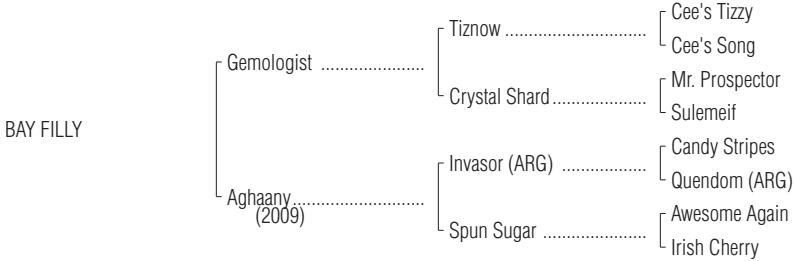 Cee's Tizzy
Tiznow ..............................
Cee's Song
Gemologist ......................
Mr. Prospector
Crystal Shard ....................
Sulemeif
BAY FILLY
Candy Stripes
Invasor (ARG) ..................
Quendom (ARG)
Aghaany ............................
(2009)
Awesome Again
Spun Sugar ......................
Irish Cherry